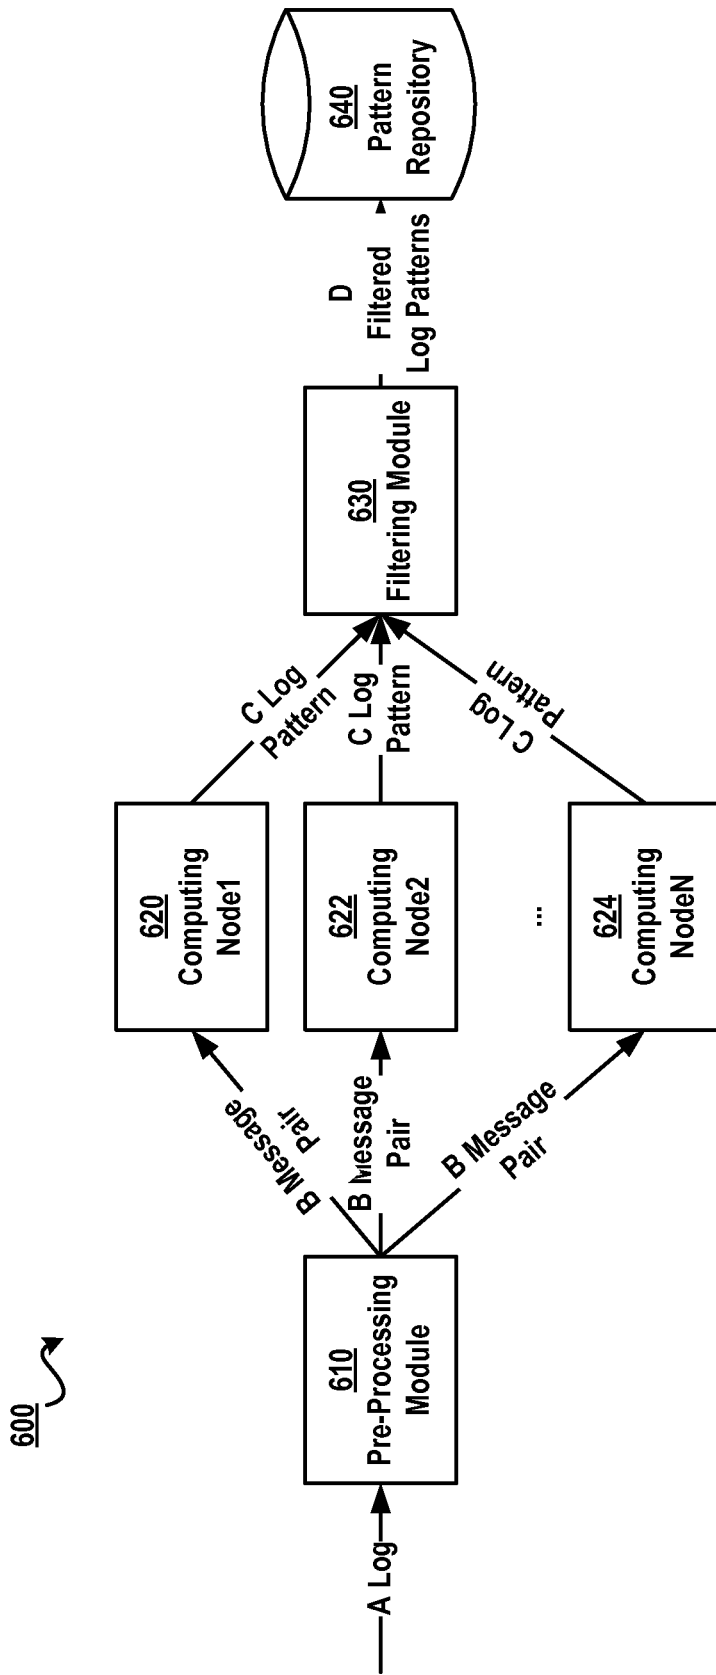 600
A Log
610
Pre-Processing
Module
B Message
Pair
B Message
Pair
B Message
Pair
620
Computing
Node1
622
Computing
Node2
...
624
Computing
NodeN
C Log
Pattern
C Log
Pattern
C Log
Pattern
630
Filtering Module
D
Filtered
Log Patterns
640
Pattern
Repository